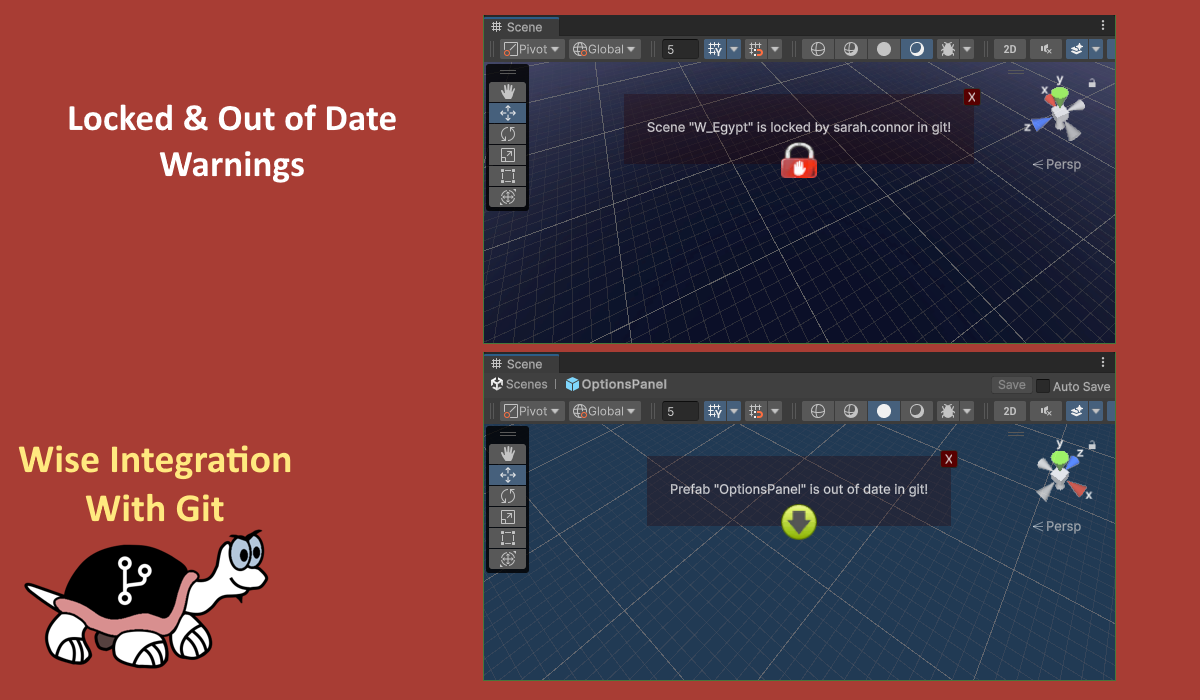 Locked & Out of Date
Warnings
Scene
Pivot Global 5 2D
X
Scene "W_Egypt" is locked by sarah.connor in git!
y
x
z
Persp
Scene
Scenes | OptionsPanel Save Auto Save
Pivot Global 5 2D
X
Prefab "OptionsPanel" is out of date in git!
y
z
x
Persp
Wise Integration
With Git